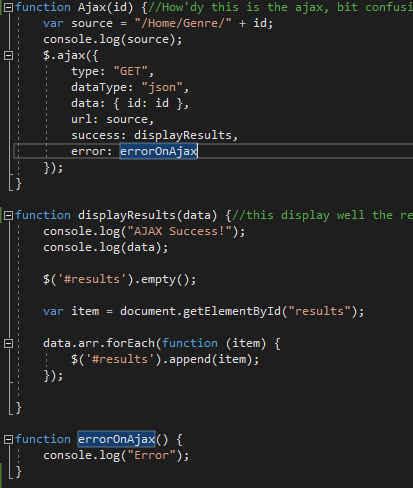 function Ajax(id) {//How'dy this is the ajax, bit confusi
var source = "/Home/Genre/" + id;
console.log(source);
$.ajax({
type: "GET",
dataType: "json",
data: { id: id },
url: source,
success: displayResults,
error: errorOnAjax
});
}
function displayResults(data) {//this display well the re
console.log("AJAX Success!");
console.log(data);
$('#results').empty();
var item = document.getElementById("results");
data.arr.forEach(function (item) {
$('#results').append(item);
});
}
function errorOnAjax() {
console.log("Error");
}